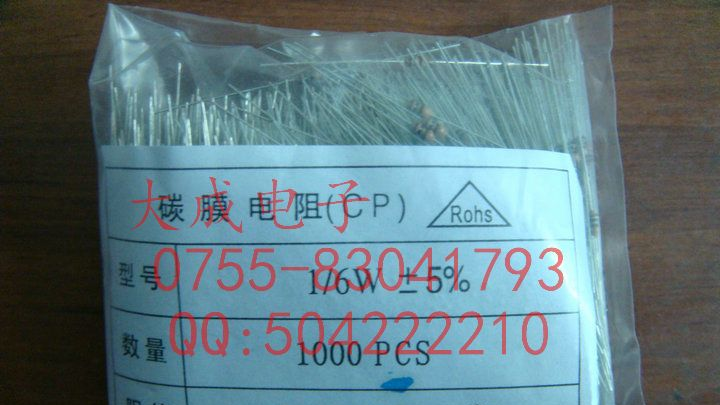 碳膜电阻(CP) Rohs
大成电子
型号 1/6W ±5%
0755-83041793
数量 1000 PCS
QQ:504222210